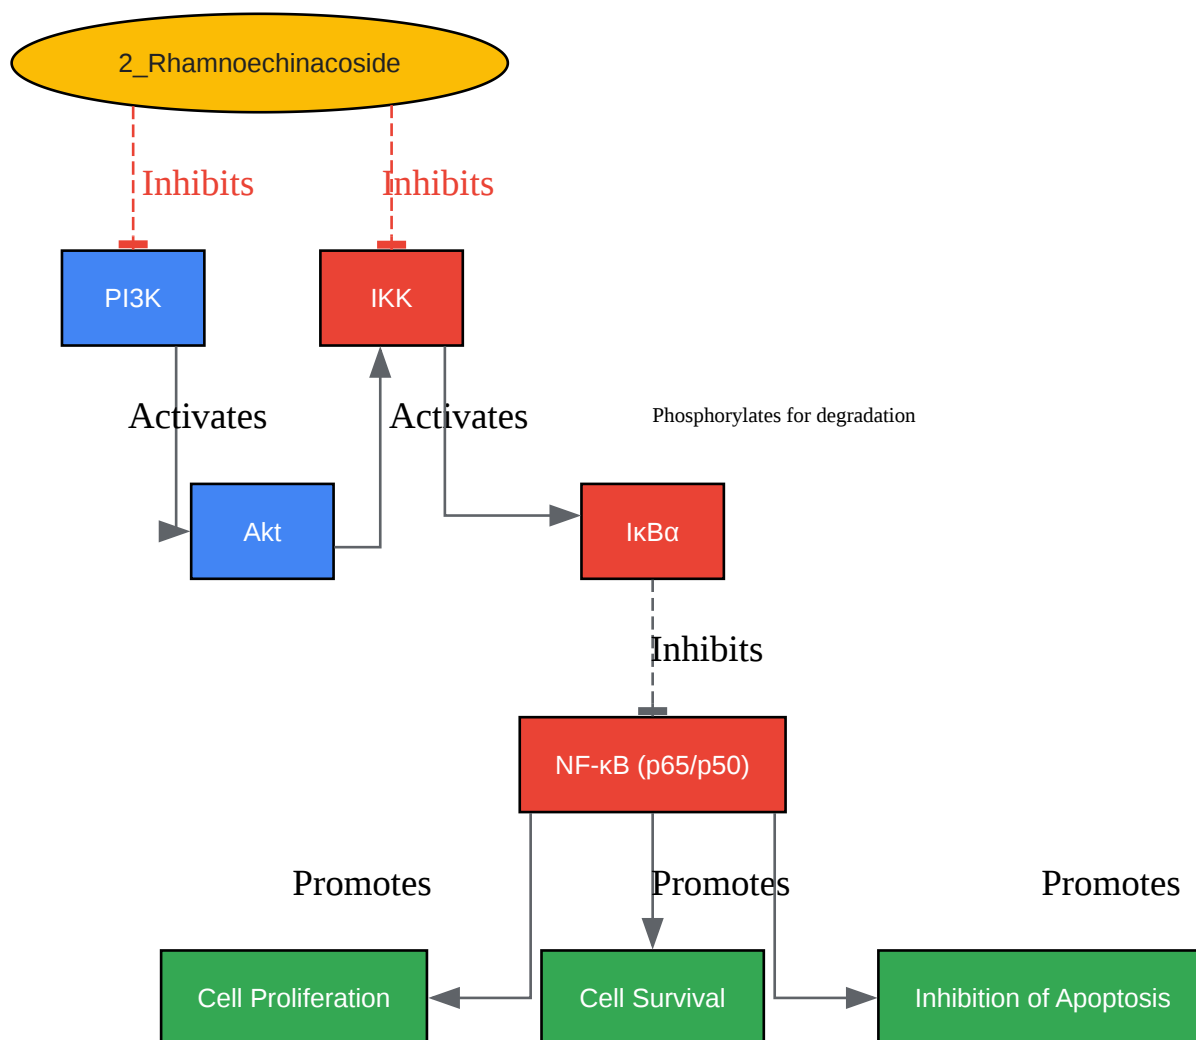 2_Rhamnoechinacoside
Inhibits
Inhibits
PI3K
IKK
Activates
Activates
Phosphorylates for degradation
Akt
IκBα
Inhibits
NF-κB (p65/p50)
Promotes
Promotes
Promotes
Cell Proliferation
Cell Survival
Inhibition of Apoptosis